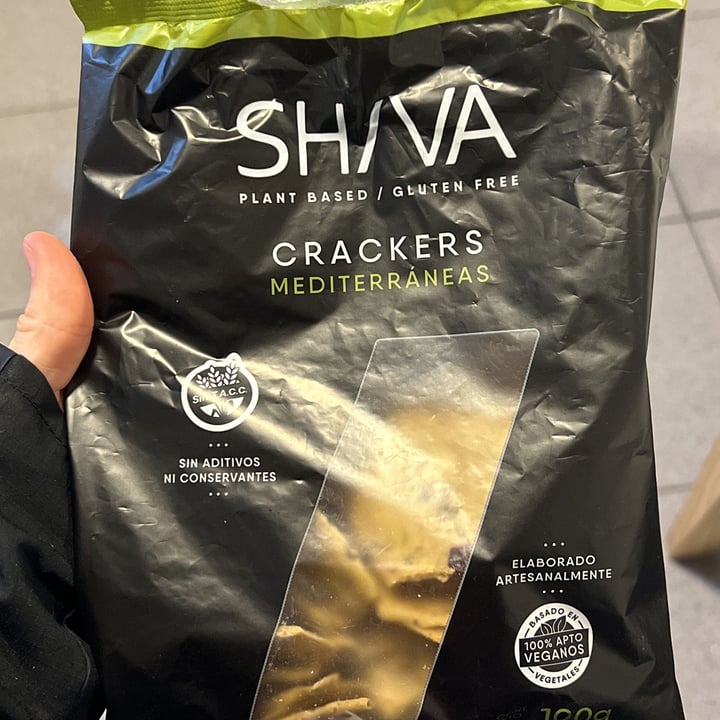 SHIVA
PLANT BASED / GLUTEN FREE
CRACKERS
MEDITERRÁNEAS
SIN T.A.C.C.
SIN ADITIVOS
NI CONSERVANTES
ELABORADO
ARTESANALMENTE
BASADO EN
100% APTO
VEGANOS
VEGETALES